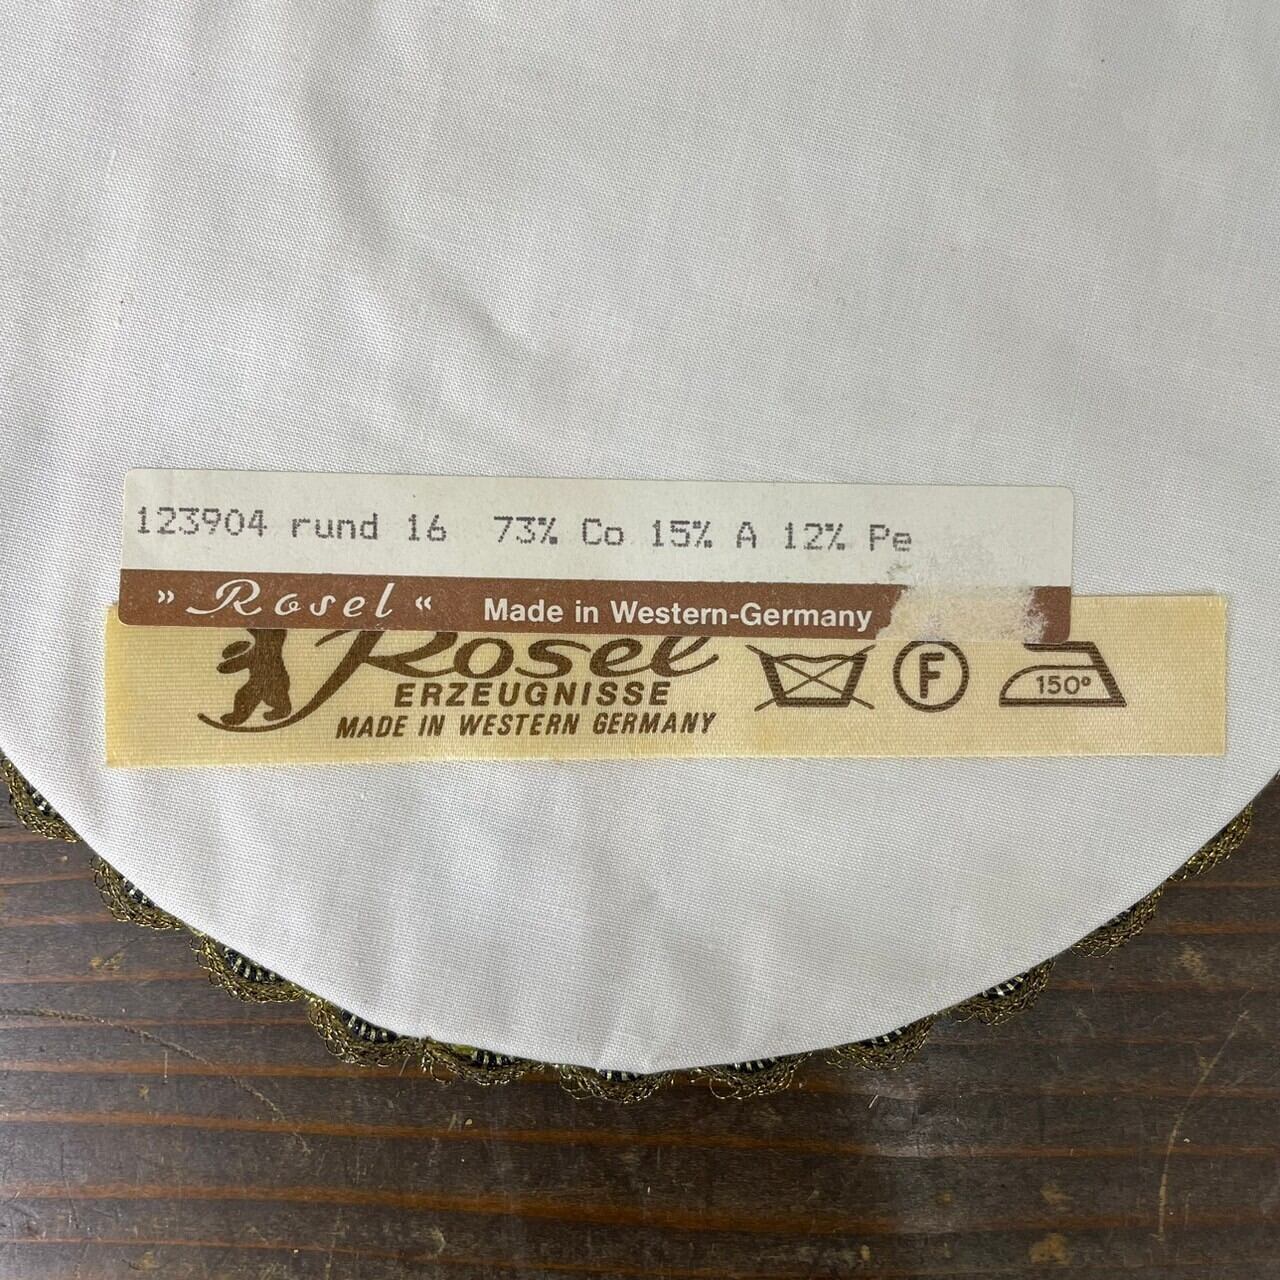 123904 rund 16 73% Co 15% A 12% Pe
» Rosel « Made in Western-Germany
Rosel
ERZEUGNISSE
MADE IN WESTERN GERMANY
F
150°